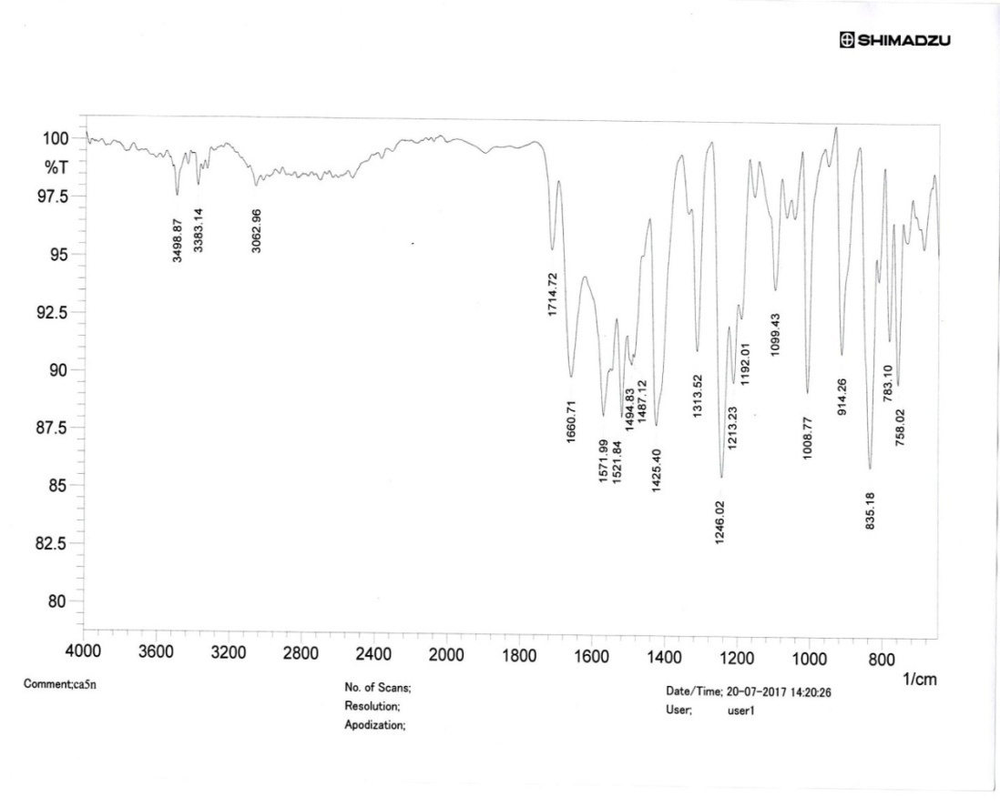 SHIMADZU
100
%T
97.5
95
92.5
90
87.5
85
82.5
80
3498.87
3383.14
3062.96
1714.72
1660.71
1571.99
1521.84
1494.83
1487.12
1425.40
1313.52
1246.02
1213.23
1192.01
1099.43
1008.77
914.26
835.18
783.10
758.02
4000 3600 3200 2800 2400 2000 1800 1600 1400 1200 1000 800
1/cm
Comment;ca5n
No. of Scans;
Resolution;
Apodization;
Date/Time; 20-07-2017 14:20:26
User; user1